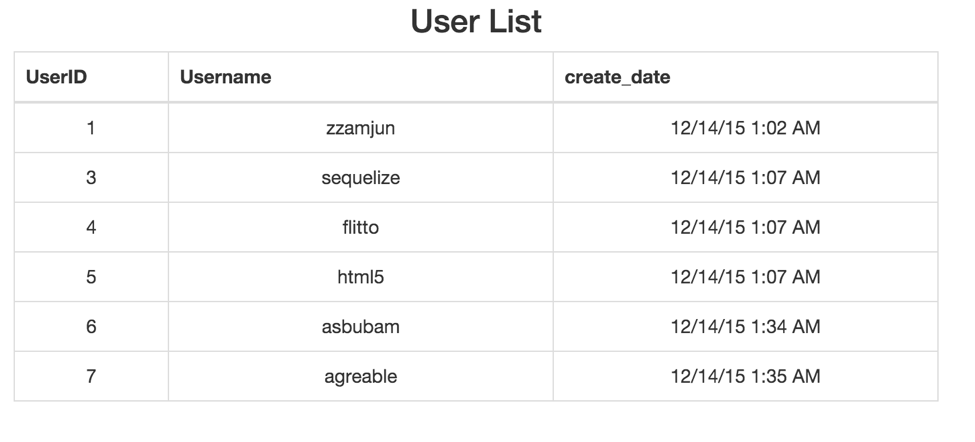 User List
UserID Username create_date
1 zzamjun 12/14/15 1:02 AM
3 sequelize 12/14/15 1:07 AM
4 flitto 12/14/15 1:07 AM
5 html5 12/14/15 1:07 AM
6 asbubam 12/14/15 1:34 AM
7 agreable 12/14/15 1:35 AM